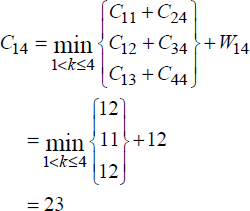 C₁₄ = min 1<k≤4 { C₁₁ + C₂₄
C₁₂ + C₃₄
C₁₃ + C₄₄ } + W₁₄
= min 1<k≤4 { 12
11
12 } + 12
= 23